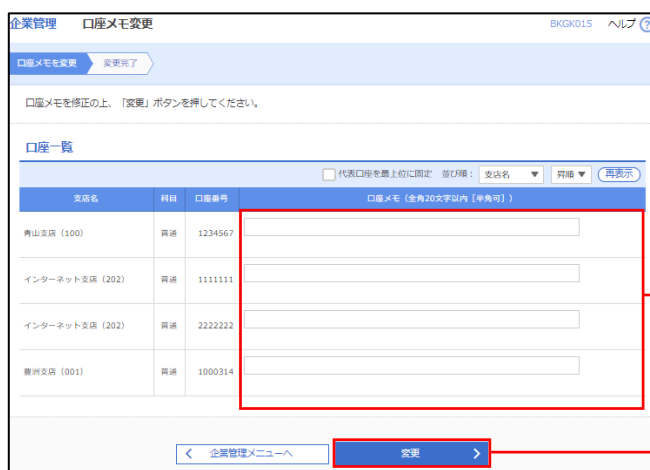 企業管理 口座メモ変更 BKGK015 ヘルプ ?
口座メモを変更 変更完了
口座メモを修正の上、「変更」ボタンを押してください。
口座一覧
代表口座を最上位に固定 並び順： 支店名 ▼ 昇順 ▼ 再表示
支店名 科目 口座番号 口座メモ（全角20文字以内［半角可］）
青山支店（100） 普通 1234567
インターネット支店（202） 普通 1111111
インターネット支店（202） 普通 2222222
豊洲支店（001） 普通 1000314
企業管理メニューへ 変更